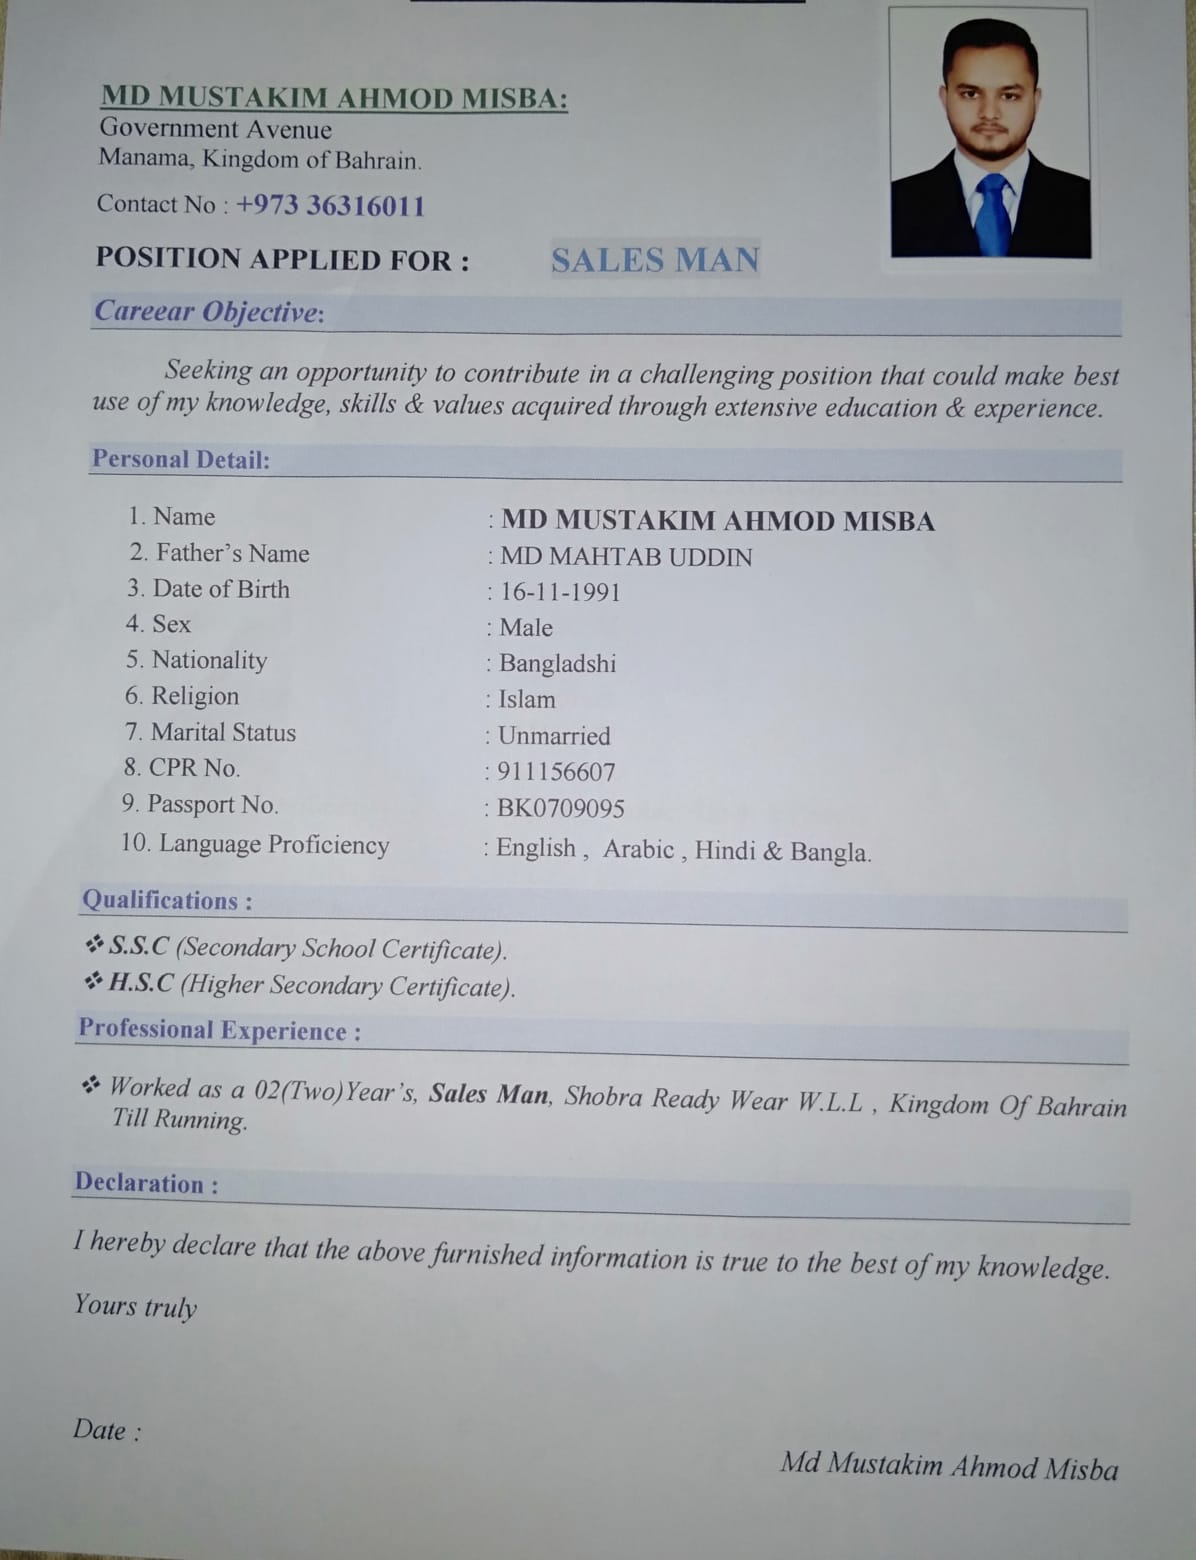 MD MUSTAKIM AHMOD MISBA:
Government Avenue
Manama, Kingdom of Bahrain.
Contact No : +973 36316011
POSITION APPLIED FOR : SALES MAN
Careear Objective:
Seeking an opportunity to contribute in a challenging position that could make best
use of my knowledge, skills & values acquired through extensive education & experience.
Personal Detail:
1. Name : MD MUSTAKIM AHMOD MISBA
2. Father’s Name : MD MAHTAB UDDIN
3. Date of Birth : 16-11-1991
4. Sex : Male
5. Nationality : Bangladshi
6. Religion : Islam
7. Marital Status : Unmarried
8. CPR No. : 911156607
9. Passport No. : BK0709095
10. Language Proficiency : English , Arabic , Hindi & Bangla.
Qualifications :
❖ S.S.C (Secondary School Certificate).
❖ H.S.C (Higher Secondary Certificate).
Professional Experience :
❖ Worked as a 02(Two)Year’s, Sales Man, Shobra Ready Wear W.L.L , Kingdom Of Bahrain
Till Running.
Declaration :
I hereby declare that the above furnished information is true to the best of my knowledge.
Yours truly
Date :
Md Mustakim Ahmod Misba